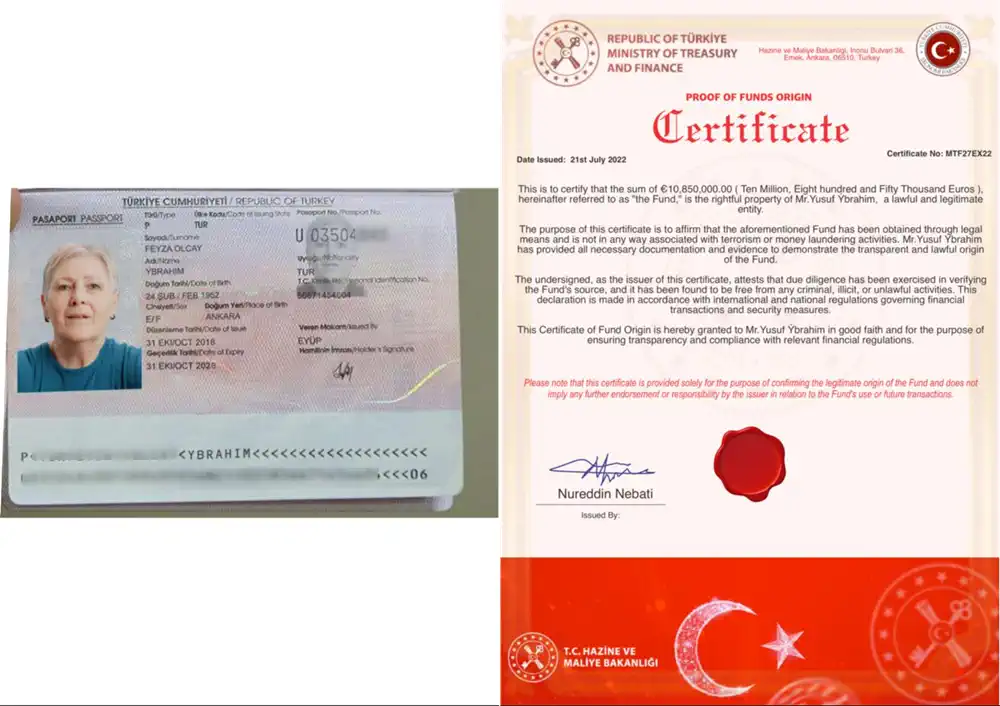 TÜRKİYE CUMHURİYETİ / REPUBLIC OF TURKEY
PASAPORT PASSPORT
Türü/Type Ülke Kodu/Code of Issuing State Pasaport No./Passport No.
P TUR U 03504
Soyadı/Surname
FEYZA OLCAY
Adı/Name Uyruğu/Nationality
YBRAHIM TUR
Doğum Tarihi/Date of Birth
24 ŞUB / FEB 1952
Cinsiyeti/Sex Doğum Yeri/Place of Birth
E/F ANKARA
Düzenleme Tarihi/Date of Issue Veren Makam/Issued By
31 EKI/OCT 2018 EYÜP
Geçerlilik Tarihi/Date of Expiry Hamilinin İmzası/Holder's Signature
31 EKI/OCT 2028
<YBRAHIM<<<<<<<<<<<<<<<<<<
<<<06
REPUBLIC OF TÜRKİYE
MINISTRY OF TREASURY
AND FINANCE
Hazine ve Maliye Bakanligi, Inonu Bulvari 36,
Emek, Ankara, 06510, Turkey
PROOF OF FUNDS ORIGIN
Certificate
Certificate No: MTF27EX22
Date Issued: 21st July 2022
This is to certify that the sum of €10,850,000.00 ( Ten Million, Eight hundred and Fifty Thousand Euros ),
hereinafter referred to as "the Fund," is the rightful property of Mr.Yusuf Ybrahim, a lawful and legitimate
entity.
The purpose of this certificate is to affirm that the aforementioned Fund has been obtained through legal
means and is not in any way associated with terrorism or money laundering activities. Mr.Yusuf Ybrahim
has provided all necessary documentation and evidence to demonstrate the transparent and lawful origin
of the Fund.
The undersigned, as the issuer of this certificate, attests that due diligence has been exercised in verifying
the Fund's source, and it has been found to be free from any criminal, illicit, or unlawful activities. This
declaration is made in accordance with international and national regulations governing financial
transactions and security measures.
This Certificate of Fund Origin is hereby granted to Mr.Yusuf Ybrahim in good faith and for the purpose of
ensuring transparency and compliance with relevant financial regulations.
Please note that this certificate is provided solely for the purpose of confirming the legitimate origin of the Fund and does not
imply any further endorsement or responsibility by the issuer in relation to the Fund's use or future transactions.
Nureddin Nebati
Issued By:
T.C. HAZİNE VE
MALİYE BAKANLIĞI